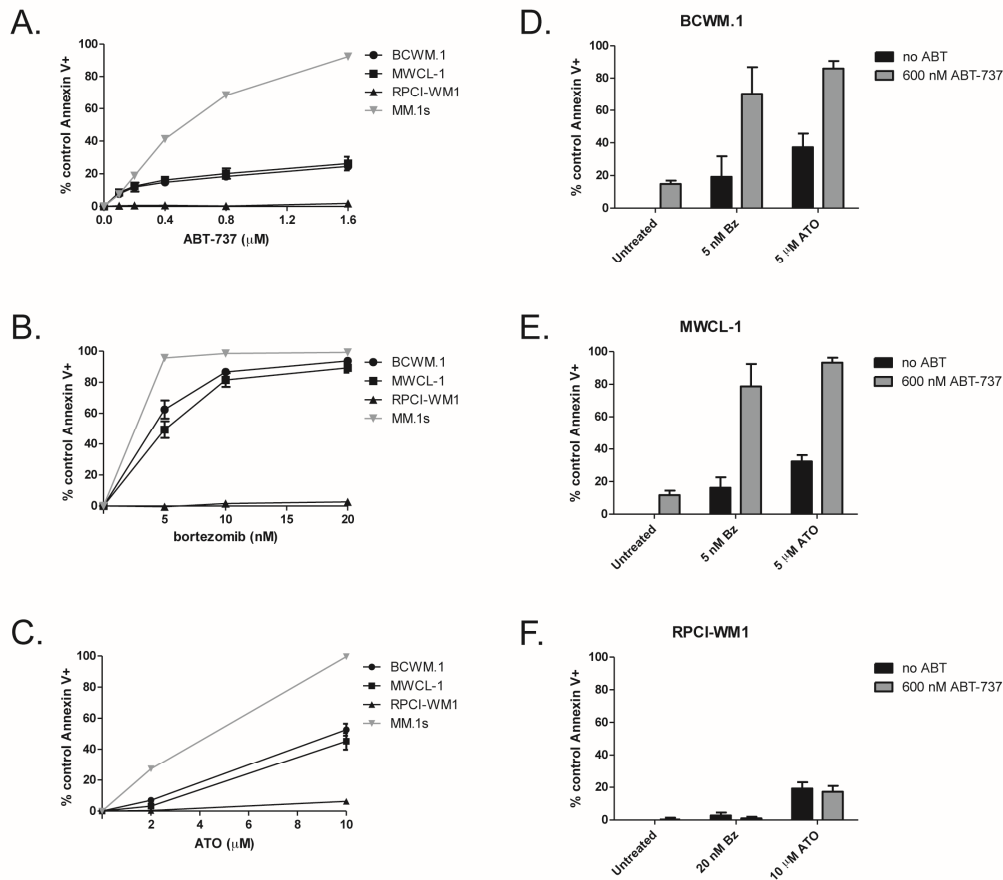 A.
% control Annexin V+
100
80
60
40
20
0
0.0 0.4 0.8 1.2 1.6
ABT-737 (μM)
BCWM.1
MWCL-1
RPCI-WM1
MM.1s
B.
% control Annexin V+
100
80
60
40
20
0
5 10 15 20
bortezomib (nM)
BCWM.1
MWCL-1
RPCI-WM1
MM.1s
C.
% control Annexin V+
100
80
60
40
20
0
2 4 6 8 10
ATO (μM)
BCWM.1
MWCL-1
RPCI-WM1
MM.1s
D.
BCWM.1
% control Annexin V+
100
80
60
40
20
0
Untreated
5 nM Bz
5 μM ATO
no ABT
600 nM ABT-737
E.
MWCL-1
% control Annexin V+
100
80
60
40
20
0
Untreated
5 nM Bz
5 μM ATO
no ABT
600 nM ABT-737
F.
RPCI-WM1
% control Annexin V+
100
80
60
40
20
0
Untreated
20 nM Bz
10 μM ATO
no ABT
600 nM ABT-737